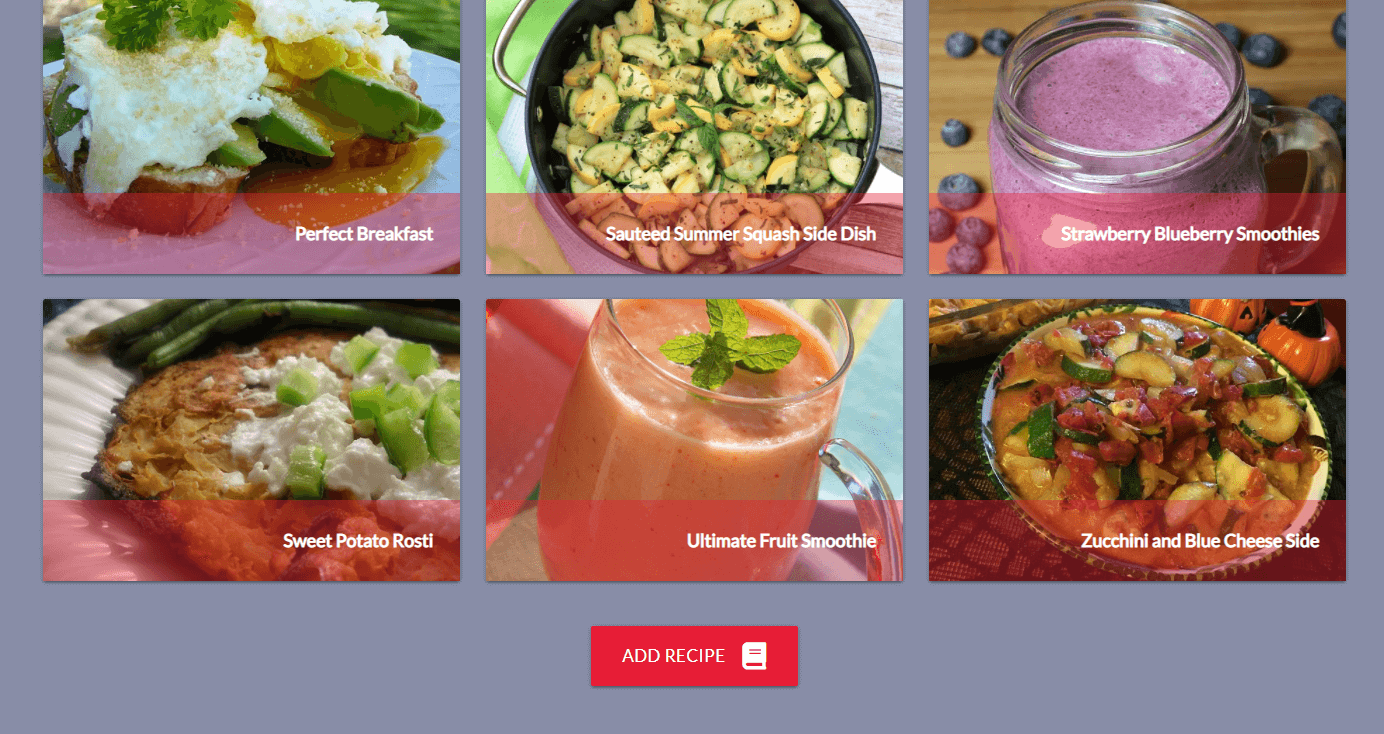 Perfect Breakfast
Sauteed Summer Squash Side Dish
Strawberry Blueberry Smoothies
Sweet Potato Rosti
Ultimate Fruit Smoothie
Zucchini and Blue Cheese Side
ADD RECIPE